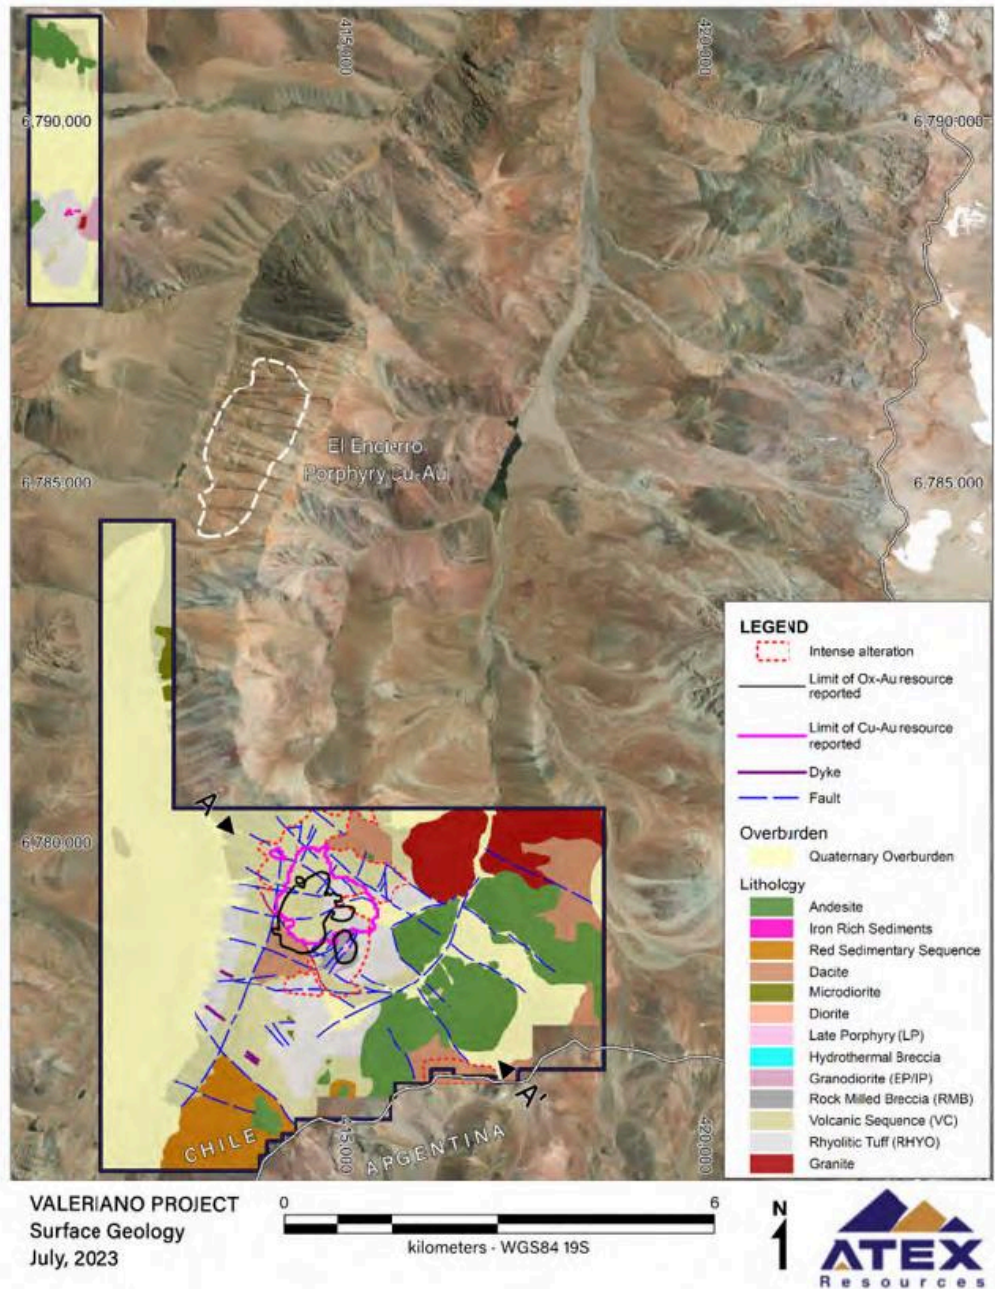 415,000
420,000
6,790,000
6,790,000
El Encierro
Porphyry Cu-Au
6,785,000
6,785,000
LEGEND
Intense alteration
Limit of Ox-Au resource
reported
Limit of Cu-Au resource
reported
Dyke
Fault
Overburden
Quaternary Overburden
Lithology
Andesite
Iron Rich Sediments
Red Sedimentary Sequence
Dacite
Microdiorite
Diorite
Late Porphyry (LP)
Hydrothermal Breccia
Granodiorite (EP/IP)
Rock Milled Breccia (RMB)
Volcanic Sequence (VC)
Rhyolitic Tuff (RHYO)
Granite
A
6,780,000
A'
CHILE
415,000
ARGENTINA
420,000
VALERIANO PROJECT
Surface Geology
July, 2023
0 6
kilometers - WGS84 19S
N
ATEX
Resources